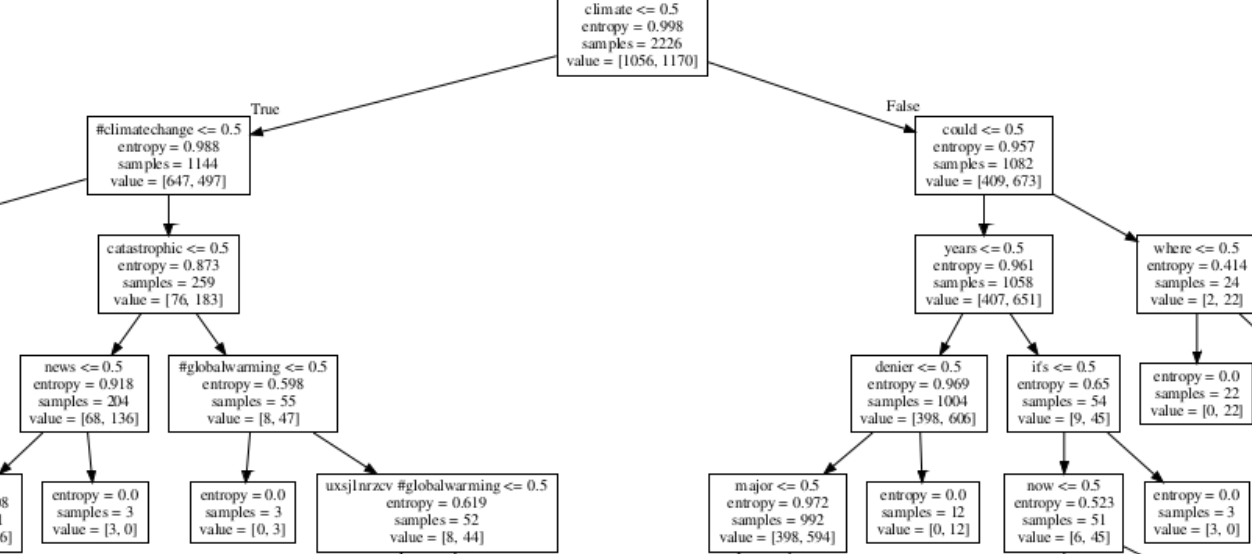 climate <= 0.5
entropy = 0.998
samples = 2226
value = [1056, 1170]
True
False
#climatechange <= 0.5
entropy = 0.988
samples = 1144
value = [647, 497]
could <= 0.5
entropy = 0.957
samples = 1082
value = [409, 673]
catastrophic <= 0.5
entropy = 0.873
samples = 259
value = [76, 183]
years <= 0.5
entropy = 0.961
samples = 1058
value = [407, 651]
where <= 0.5
entropy = 0.414
samples = 24
value = [2, 22]
news <= 0.5
entropy = 0.918
samples = 204
value = [68, 136]
#globalwarming <= 0.5
entropy = 0.598
samples = 55
value = [8, 47]
denier <= 0.5
entropy = 0.969
samples = 1004
value = [398, 606]
it's <= 0.5
entropy = 0.65
samples = 54
value = [9, 45]
entropy = 0.0
samples = 22
value = [0, 22]
entropy = 0.0
samples = 3
value = [3, 0]
entropy = 0.0
samples = 3
value = [0, 3]
uxsjlnrzcv #globalwarming <= 0.5
entropy = 0.619
samples = 52
value = [8, 44]
major <= 0.5
entropy = 0.972
samples = 992
value = [398, 594]
entropy = 0.0
samples = 12
value = [0, 12]
now <= 0.5
entropy = 0.523
samples = 51
value = [6, 45]
entropy = 0.0
samples = 3
value = [3, 0]